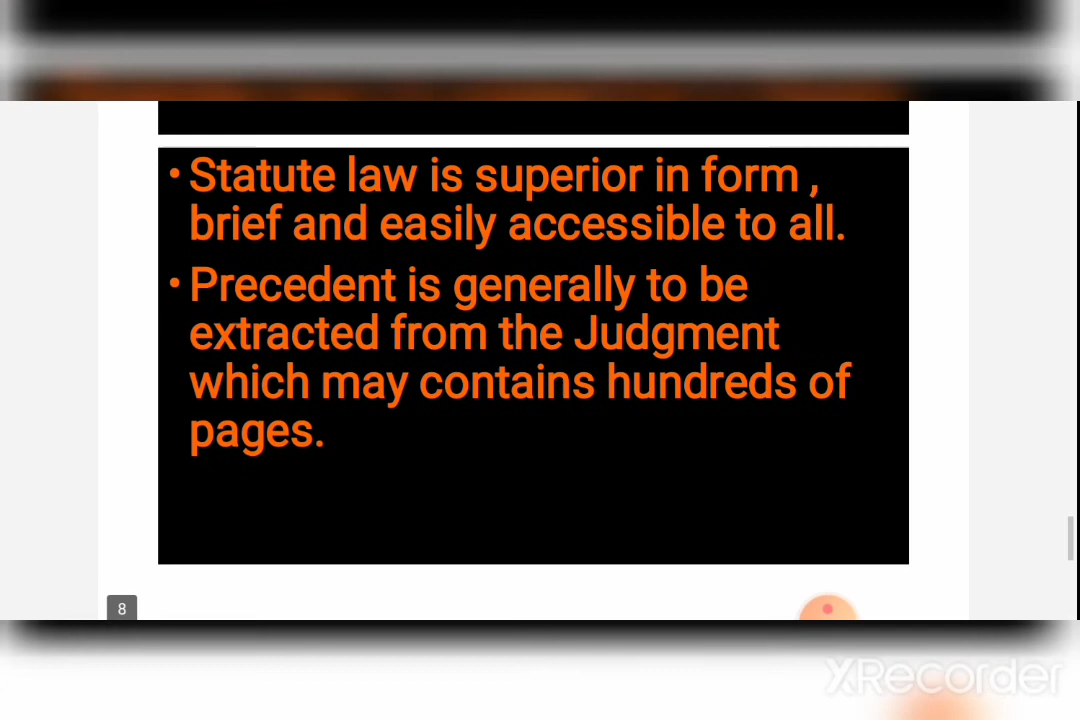 • Statute law is superior in form ,
brief and easily accessible to all.
• Precedent is generally to be
extracted from the Judgment
which may contains hundreds of
pages.
8
XRecorder